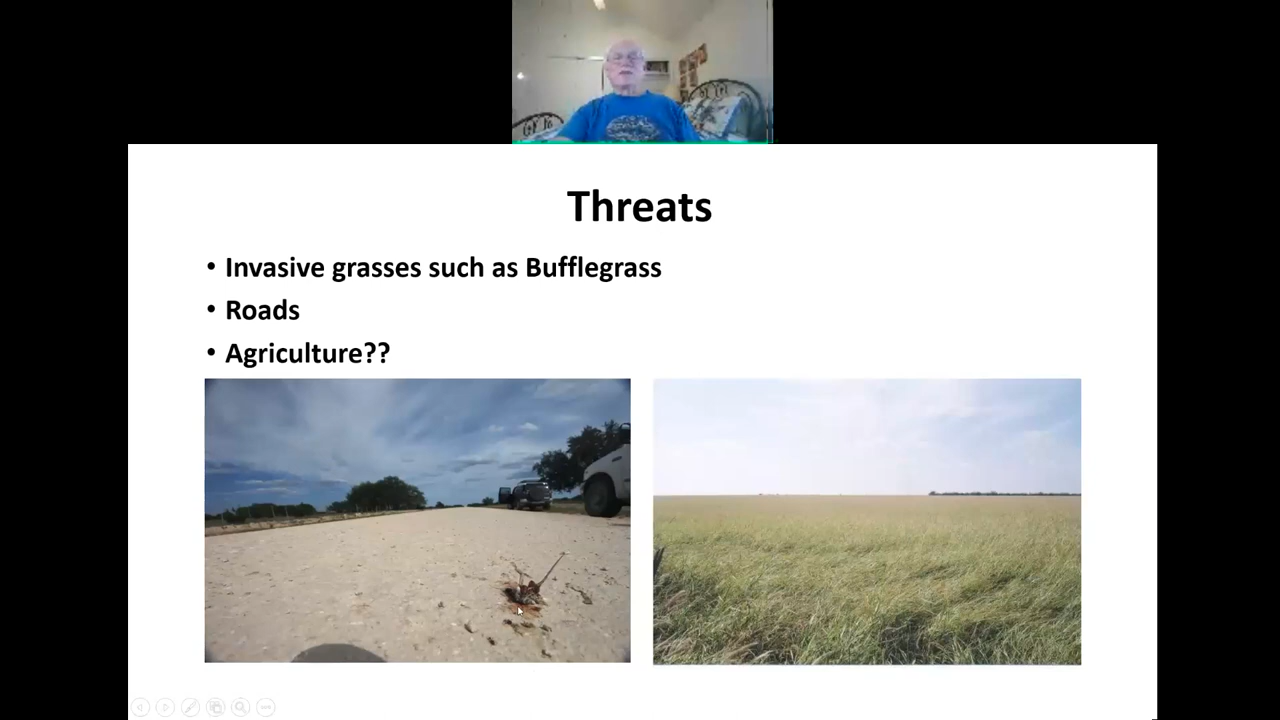 Threats
• Invasive grasses such as Bufflegrass
• Roads
• Agriculture??